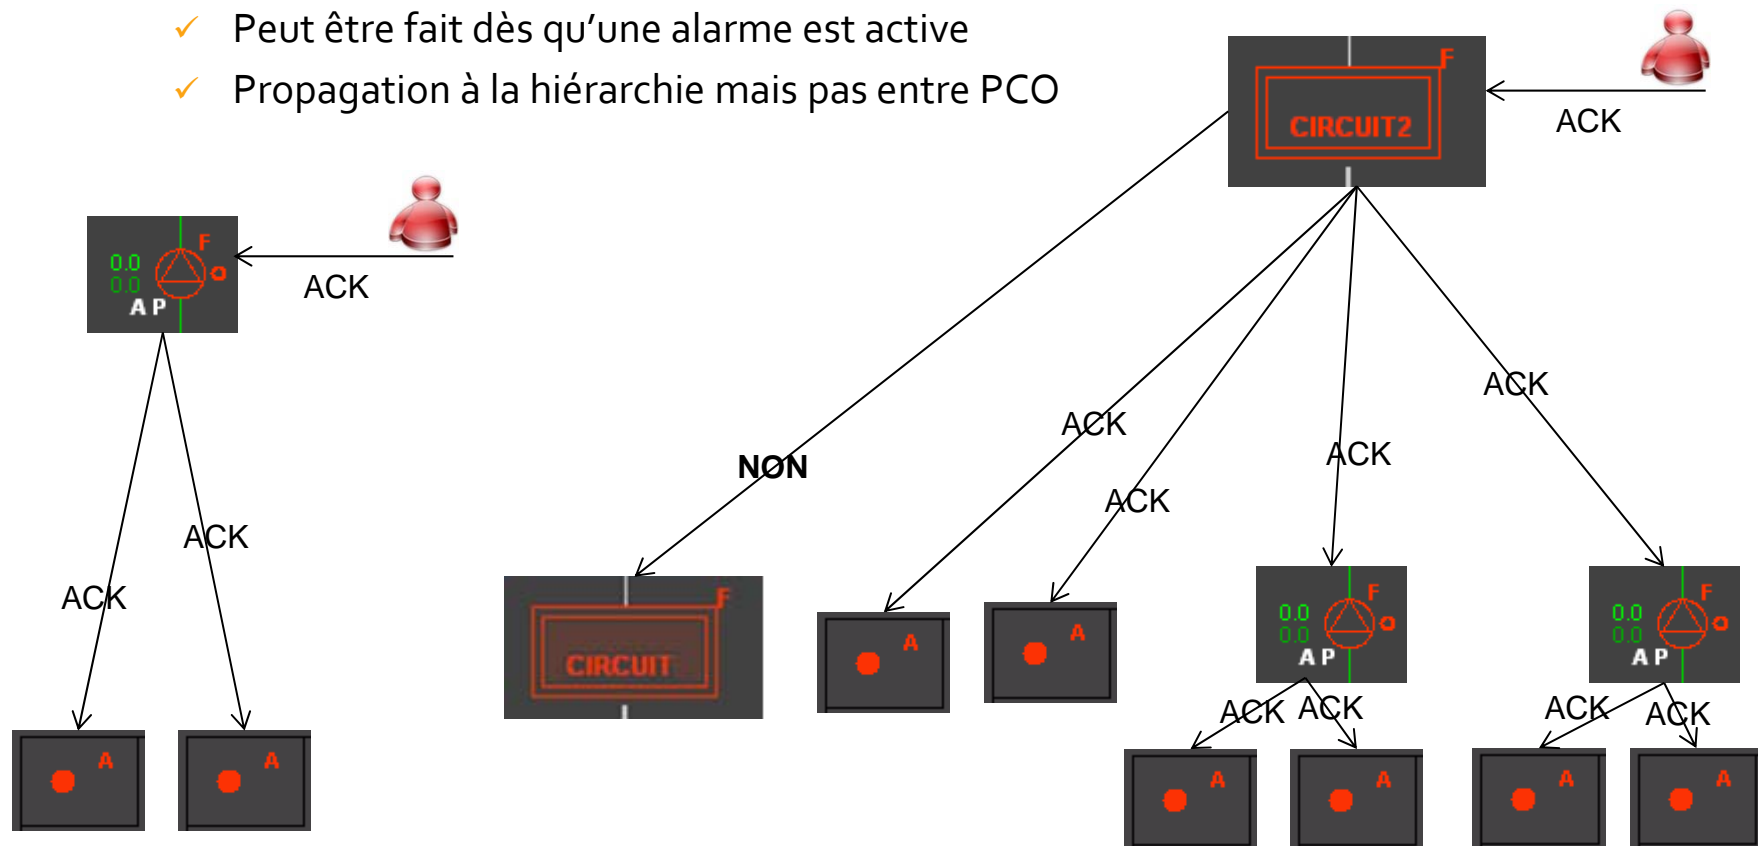 Peut être fait dès qu’une alarme est active
Propagation à la hiérarchie mais pas entre PCO
F
CIRCUIT2
ACK
F
0.0
0.0
A P
ACK
ACK
ACK
NON
ACK
ACK
ACK
ACK
F
CIRCUIT
A
A
F
0.0
0.0
A P
F
0.0
0.0
A P
ACK
ACK
ACK
ACK
A
A
A
A
A
A